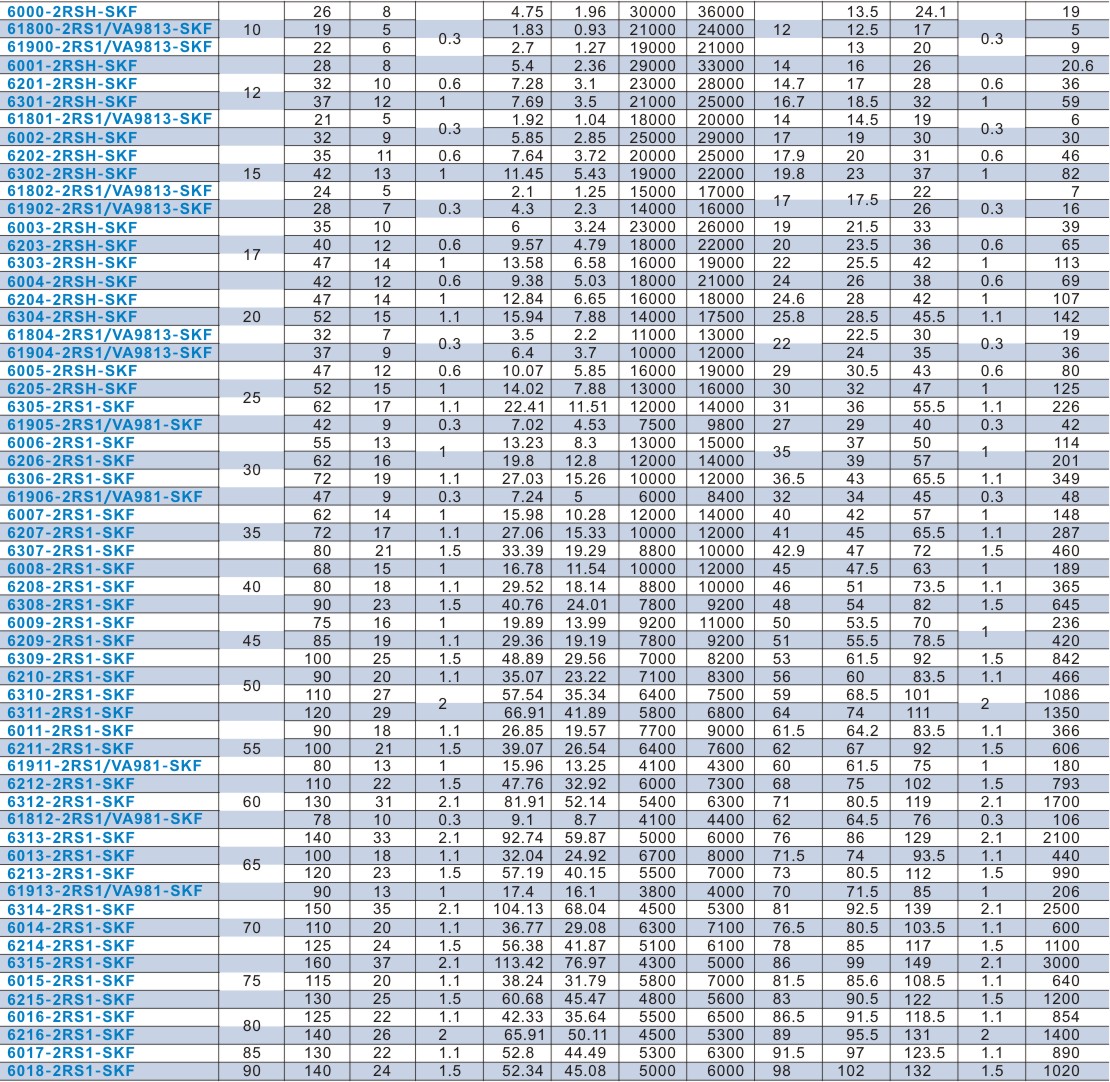 6000-2RSH-SKF 26 8 4.75 1.96 30000 36000 13.5 24.1 19
61800-2RS1/VA9813-SKF 10 19 5 0.3 1.83 0.93 21000 24000 12 12.5 17 0.3 5
61900-2RS1/VA9813-SKF 22 6 2.7 1.27 19000 21000 13 20 9
6001-2RSH-SKF 28 8 5.4 2.36 29000 33000 14 16 26 20.6
6201-2RSH-SKF 12 32 10 0.6 7.28 3.1 23000 28000 14.7 17 28 0.6 36
6301-2RSH-SKF 37 12 1 7.69 3.5 21000 25000 16.7 18.5 32 1 59
61801-2RS1/VA9813-SKF 21 5 0.3 1.92 1.04 18000 20000 14 14.5 19 0.3 6
6002-2RSH-SKF 32 9 5.85 2.85 25000 29000 17 19 30 30
6202-2RSH-SKF 35 11 0.6 7.64 3.72 20000 25000 17.9 20 31 0.6 46
6302-2RSH-SKF 15 42 13 1 11.45 5.43 19000 22000 19.8 23 37 1 82
61802-2RS1/VA9813-SKF 24 5 2.1 1.25 15000 17000 17 17.5 22 7
61902-2RS1/VA9813-SKF 28 7 0.3 4.3 2.3 14000 16000 26 0.3 16
6003-2RSH-SKF 35 10 6 3.24 23000 26000 19 21.5 33 39
6203-2RSH-SKF 17 40 12 0.6 9.57 4.79 18000 22000 20 23.5 36 0.6 65
6303-2RSH-SKF 47 14 1 13.58 6.58 16000 19000 22 25.5 42 1 113
6004-2RSH-SKF 42 12 0.6 9.38 5.03 18000 21000 24 26 38 0.6 69
6204-2RSH-SKF 47 14 1 12.84 6.65 16000 18000 24.6 28 42 1 107
6304-2RSH-SKF 20 52 15 1.1 15.94 7.88 14000 17500 25.8 28.5 45.5 1.1 142
61804-2RS1/VA9813-SKF 32 7 0.3 3.5 2.2 11000 13000 22 22.5 30 0.3 19
61904-2RS1/VA9813-SKF 37 9 6.4 3.7 10000 12000 24 35 36
6005-2RSH-SKF 47 12 0.6 10.07 5.85 16000 19000 29 30.5 43 0.6 80
6205-2RSH-SKF 25 52 15 1 14.02 7.88 13000 16000 30 32 47 1 125
6305-2RS1-SKF 62 17 1.1 22.41 11.51 12000 14000 31 36 55.5 1.1 226
61905-2RS1/VA981-SKF 42 9 0.3 7.02 4.53 7500 9800 27 29 40 0.3 42
6006-2RS1-SKF 55 13 1 13.23 8.3 13000 15000 35 37 50 1 114
6206-2RS1-SKF 30 62 16 19.8 12.8 12000 14000 39 57 201
6306-2RS1-SKF 72 19 1.1 27.03 15.26 10000 12000 36.5 43 65.5 1.1 349
61906-2RS1/VA981-SKF 47 9 0.3 7.24 5 6000 8400 32 34 45 0.3 48
6007-2RS1-SKF 62 14 1 15.98 10.28 12000 14000 40 42 57 1 148
6207-2RS1-SKF 35 72 17 1.1 27.06 15.33 10000 12000 41 45 65.5 1.1 287
6307-2RS1-SKF 80 21 1.5 33.39 19.29 8800 10000 42.9 47 72 1.5 460
6008-2RS1-SKF 68 15 1 16.78 11.54 10000 12000 45 47.5 63 1 189
6208-2RS1-SKF 40 80 18 1.1 29.52 18.14 8800 10000 46 51 73.5 1.1 365
6308-2RS1-SKF 90 23 1.5 40.76 24.01 7800 9200 48 54 82 1.5 645
6009-2RS1-SKF 75 16 1 19.89 13.99 9200 11000 50 53.5 70 1 236
6209-2RS1-SKF 45 85 19 1.1 29.36 19.19 7800 9200 51 55.5 78.5 420
6309-2RS1-SKF 100 25 1.5 48.89 29.56 7000 8200 53 61.5 92 1.5 842
6210-2RS1-SKF 50 90 20 1.1 35.07 23.22 7100 8300 56 60 83.5 1.1 466
6310-2RS1-SKF 110 27 2 57.54 35.34 6400 7500 59 68.5 101 2 1086
6311-2RS1-SKF 120 29 66.91 41.89 5800 6800 64 74 111 1350
6011-2RS1-SKF 90 18 1.1 26.85 19.57 7700 9000 61.5 64.2 83.5 1.1 366
6211-2RS1-SKF 55 100 21 1.5 39.07 26.54 6400 7600 62 67 92 1.5 606
61911-2RS1/VA981-SKF 80 13 1 15.96 13.25 4100 4300 60 61.5 75 1 180
6212-2RS1-SKF 110 22 1.5 47.76 32.92 6000 7300 68 75 102 1.5 793
6312-2RS1-SKF 60 130 31 2.1 81.91 52.14 5400 6300 71 80.5 119 2.1 1700
61812-2RS1/VA981-SKF 78 10 0.3 9.1 8.7 4100 4400 62 64.5 76 0.3 106
6313-2RS1-SKF 140 33 2.1 92.74 59.87 5000 6000 76 86 129 2.1 2100
6013-2RS1-SKF 65 100 18 1.1 32.04 24.92 6700 8000 71.5 74 93.5 1.1 440
6213-2RS1-SKF 120 23 1.5 57.19 40.15 5500 7000 73 80.5 112 1.5 990
61913-2RS1/VA981-SKF 90 13 1 17.4 16.1 3800 4000 70 71.5 85 1 206
6314-2RS1-SKF 150 35 2.1 104.13 68.04 4500 5300 81 92.5 139 2.1 2500
6014-2RS1-SKF 70 110 20 1.1 36.77 29.08 6300 7100 76.5 80.5 103.5 1.1 600
6214-2RS1-SKF 125 24 1.5 56.38 41.87 5100 6100 78 85 117 1.5 1100
6315-2RS1-SKF 160 37 2.1 113.42 76.97 4300 5000 86 99 149 2.1 3000
6015-2RS1-SKF 75 115 20 1.1 38.24 31.79 5800 7000 81.5 85.6 108.5 1.1 640
6215-2RS1-SKF 130 25 1.5 60.68 45.47 4800 5600 83 90.5 122 1.5 1200
6016-2RS1-SKF 80 125 22 1.1 42.33 35.64 5500 6500 86.5 91.5 118.5 1.1 854
6216-2RS1-SKF 140 26 2 65.91 50.11 4500 5300 89 95.5 131 2 1400
6017-2RS1-SKF 85 130 22 1.1 52.8 44.49 5300 6300 91.5 97 123.5 1.1 890
6018-2RS1-SKF 90 140 24 1.5 52.34 45.08 5000 6000 98 102 132 1.5 1020